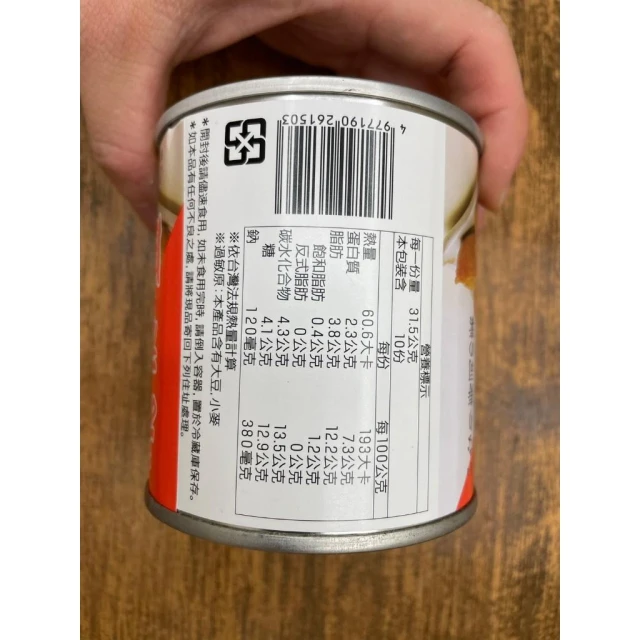 4 977190 261503
營養標示
每一份量 31.5公克
本包裝含 10份
每份 每100公克
熱量 60.6大卡 193大卡
蛋白質 2.3公克 7.3公克
脂肪 3.8公克 12.2公克
飽和脂肪 0.4公克 1.2公克
反式脂肪 0公克 0公克
碳水化合物 4.3公克 13.5公克
糖 4.1公克 12.9公克
鈉 120毫克 380毫克
※依台灣法規熱量計算
※過敏原:本產品含有大豆,小麥
＊開封後請儘速食用,如未食用完時,請倒入容器,置於冷藏庫保存。
＊如本品有任何不良之處,請將現品寄回下列住址處理。